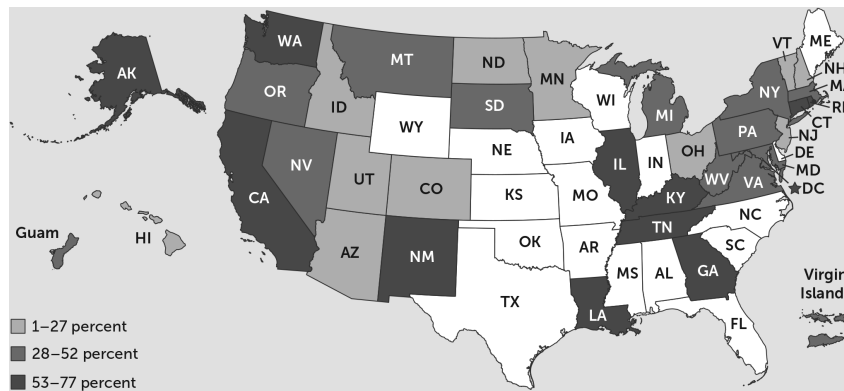 WA
AK
MT
ND
MN
VT
ME
NH
OR
ID
SD
WI
MI
NY
WY
CT
IA
PA
NJ
NE
OH
DE
NV
IL
IN
MD
UT
CO
WV
VA
DC
CA
KS
MO
KY
NC
TN
Guam
HI
AZ
NM
OK
AR
SC
MS
AL
GA
TX
LA
FL
Virgin
Island
1–27 percent
28–52 percent
53–77 percent